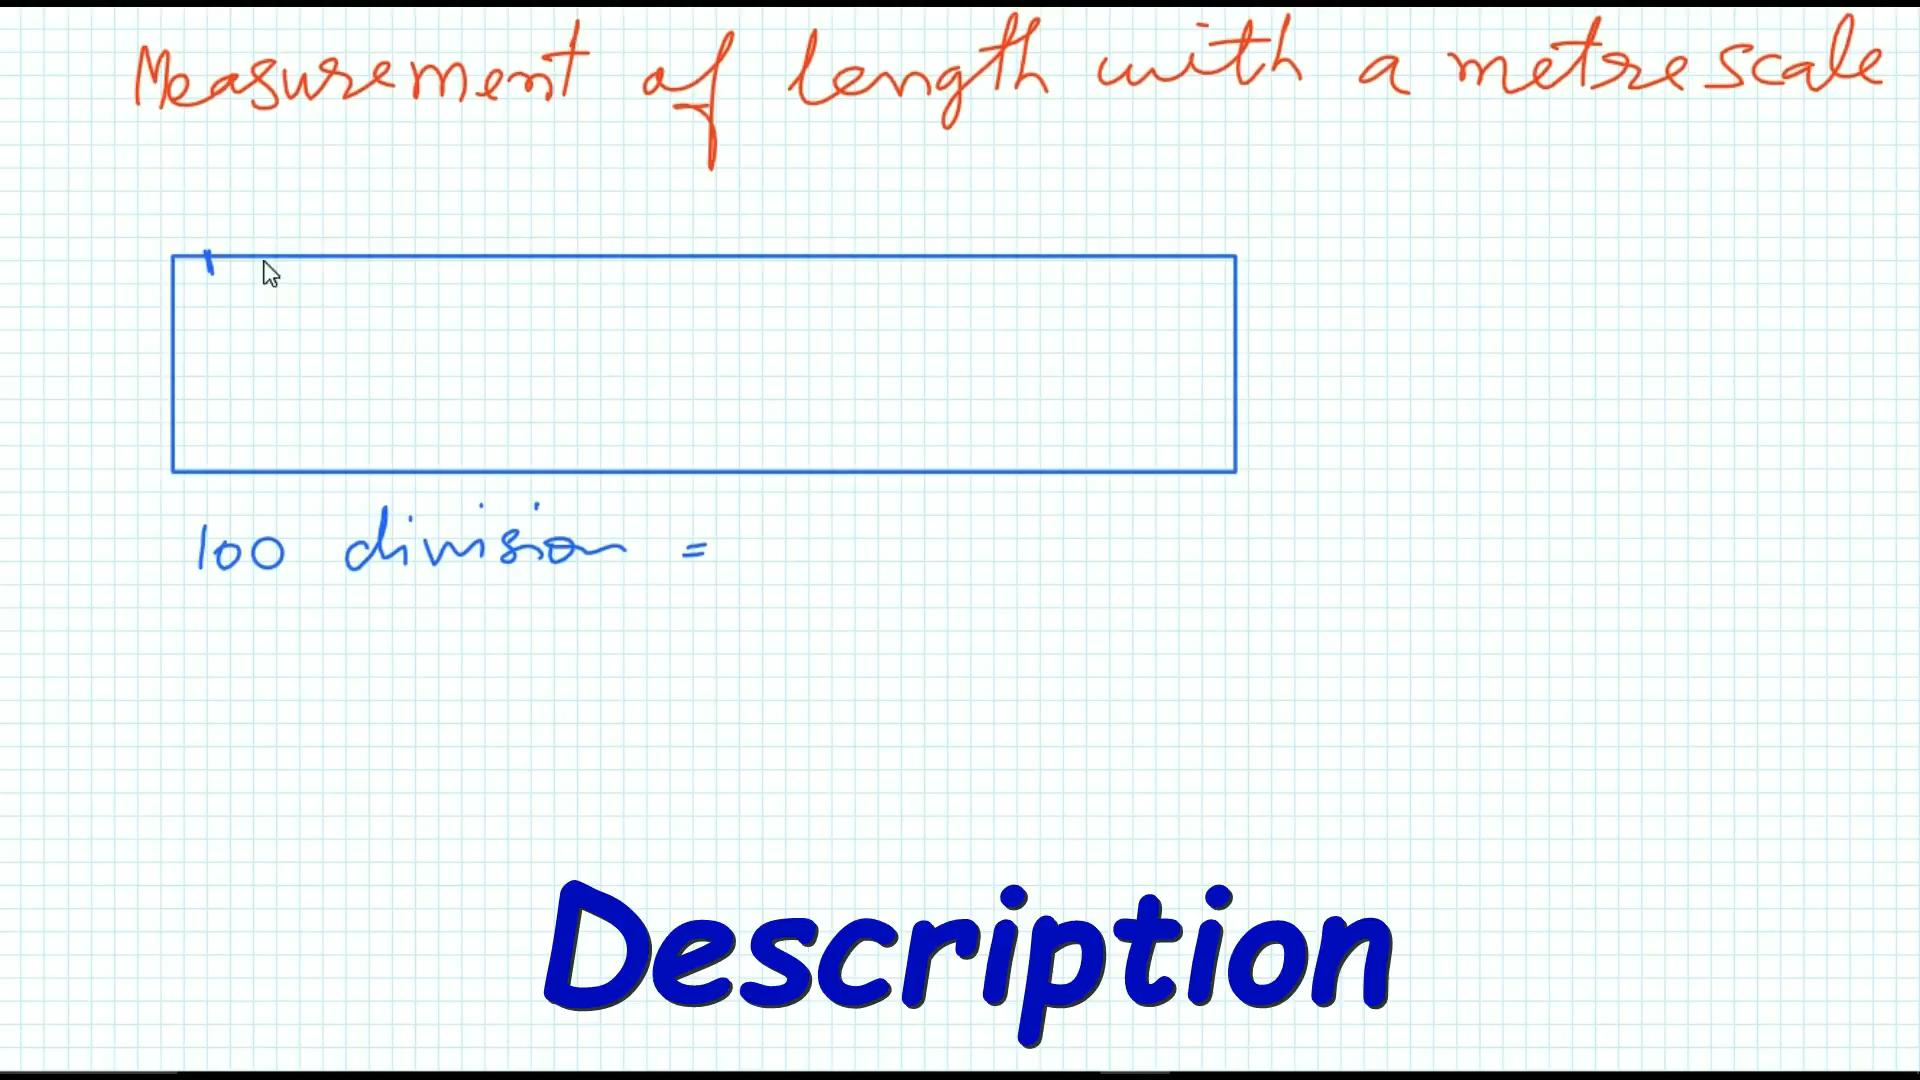 Measurement of length with a metre scale
100 division =
Description